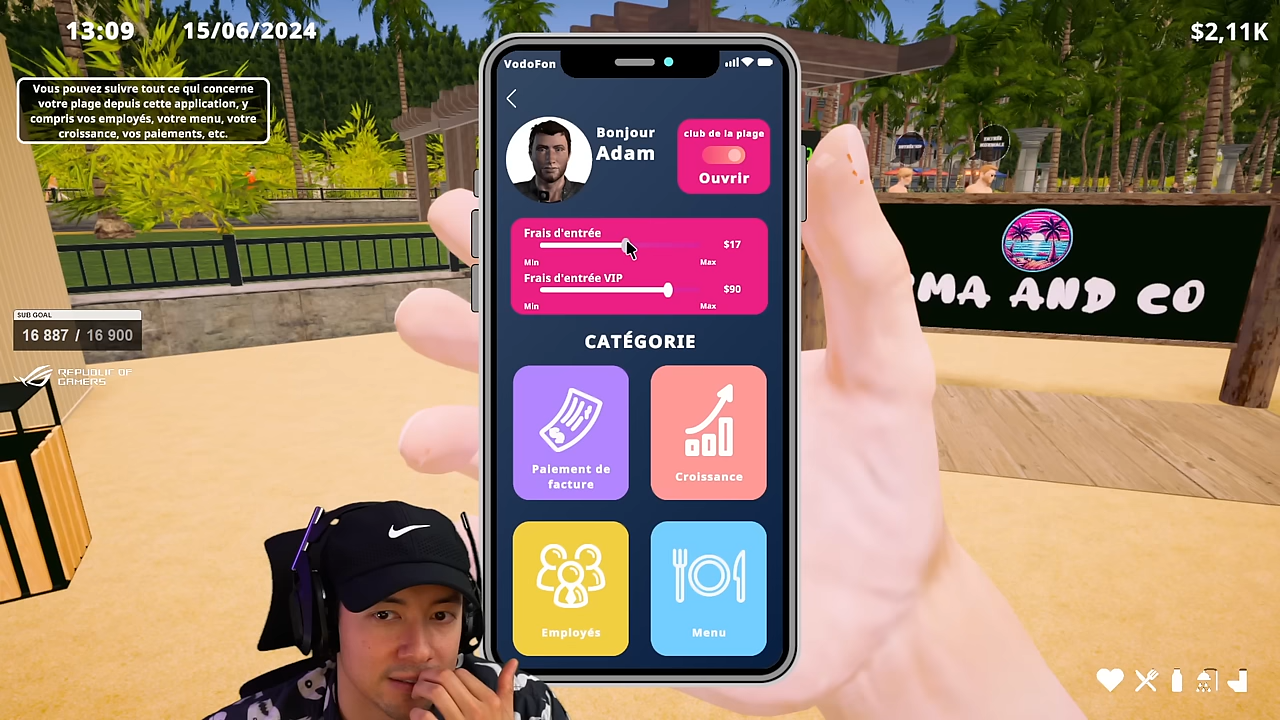 13:09 15/06/2024
$2,11K
Vous pouvez suivre tout ce qui concerne
votre plage depuis cette application, y
compris vos employés, votre menu, votre
croissance, vos paiements, etc.
VodoFon
Bonjour
Adam
club de la plage
Ouvrir
Frais d'entrée
$17
Min Max
Frais d'entrée VIP
$90
Min Max
CATÉGORIE
Paiement de
facture
Croissance
Employés
Menu
SUB GOAL
16 887 / 16 900
REPUBLIC OF
GAMERS
MA AND CO